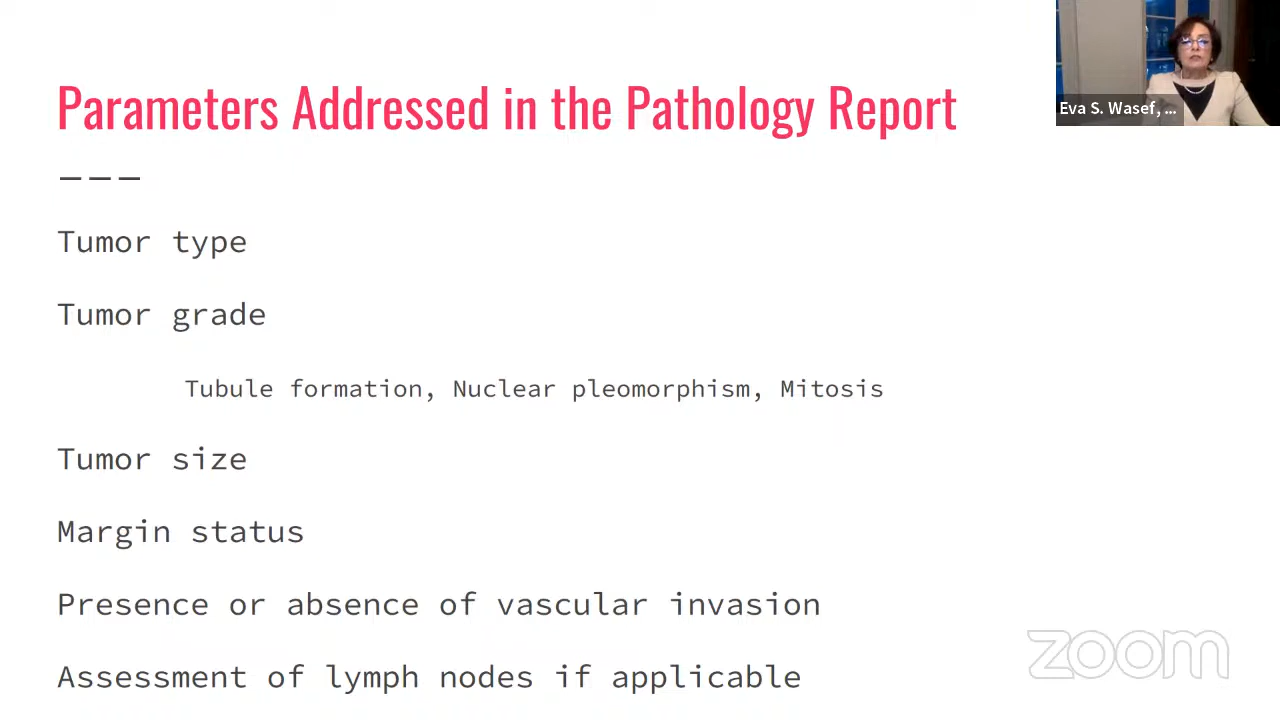 Parameters Addressed in the Pathology Report
Eva S. Wasef, ...
Tumor type
Tumor grade
Tubule formation, Nuclear pleomorphism, Mitosis
Tumor size
Margin status
Presence or absence of vascular invasion
Assessment of lymph nodes if applicable
zoom